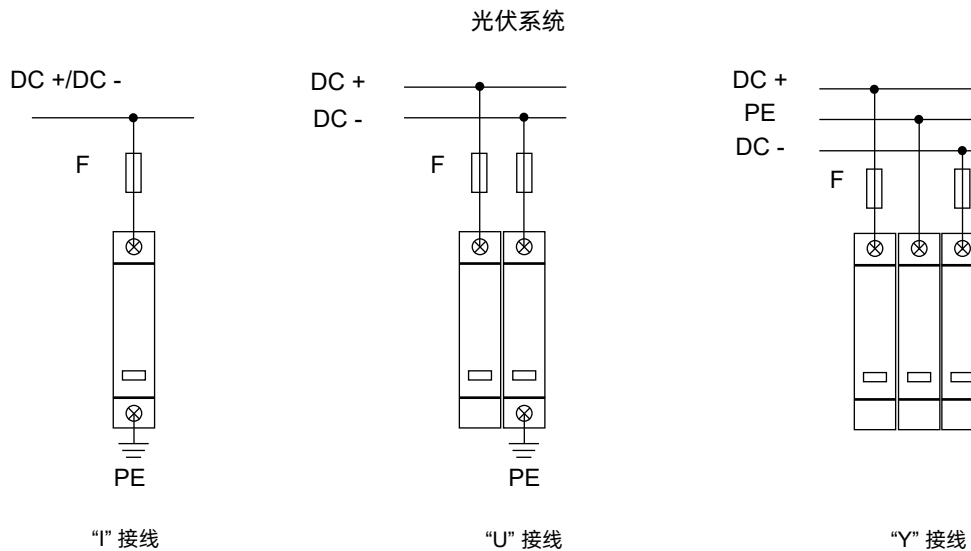 光伏系统
DC +/DC -
F
PE
“I” 接线
DC +
DC -
F
PE
“U” 接线
DC +
PE
DC -
F
“Y” 接线